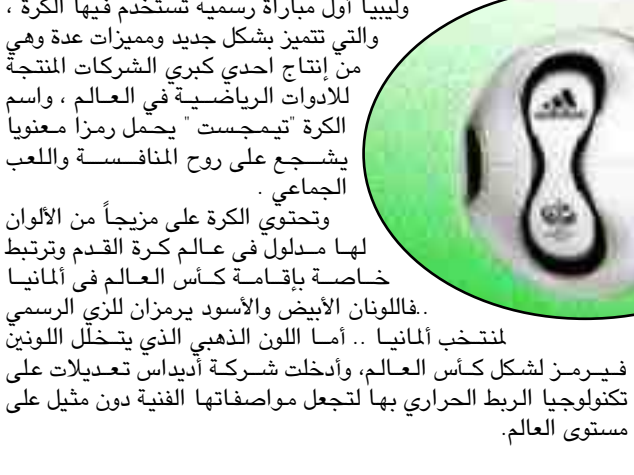 وليبيا أول مباراة رسمية تستخدم فيها الكرة ،
والتي تتميز بشكل جديد ومميزات عدة وهي
من إنتاج احدي كبري الشركات المنتجة
للادوات الرياضية في العالم ، واسم
الكرة "تيمجست " يحمل رمزا معنويا
يشجع على روح المنافسة واللعب
الجماعي .
وتحتوي الكرة على مزيجاً من الألوان
لها مدلول فى عالم كرة القدم وترتبط
خاصة بإقامة كأس العالم فى ألمانيا
..فاللونان الأبيض والأسود يرمزان للزي الرسمي
لمنتخب ألمانيا .. أما اللون الذهبي الذي يتخلل اللونين
فيرمز لشكل كأس العالم، وأدخلت شركة أديداس تعديلات على
تكنولوجيا الربط الحراري بها لتجعل مواصفاتها الفنية دون مثيل على
مستوى العالم.